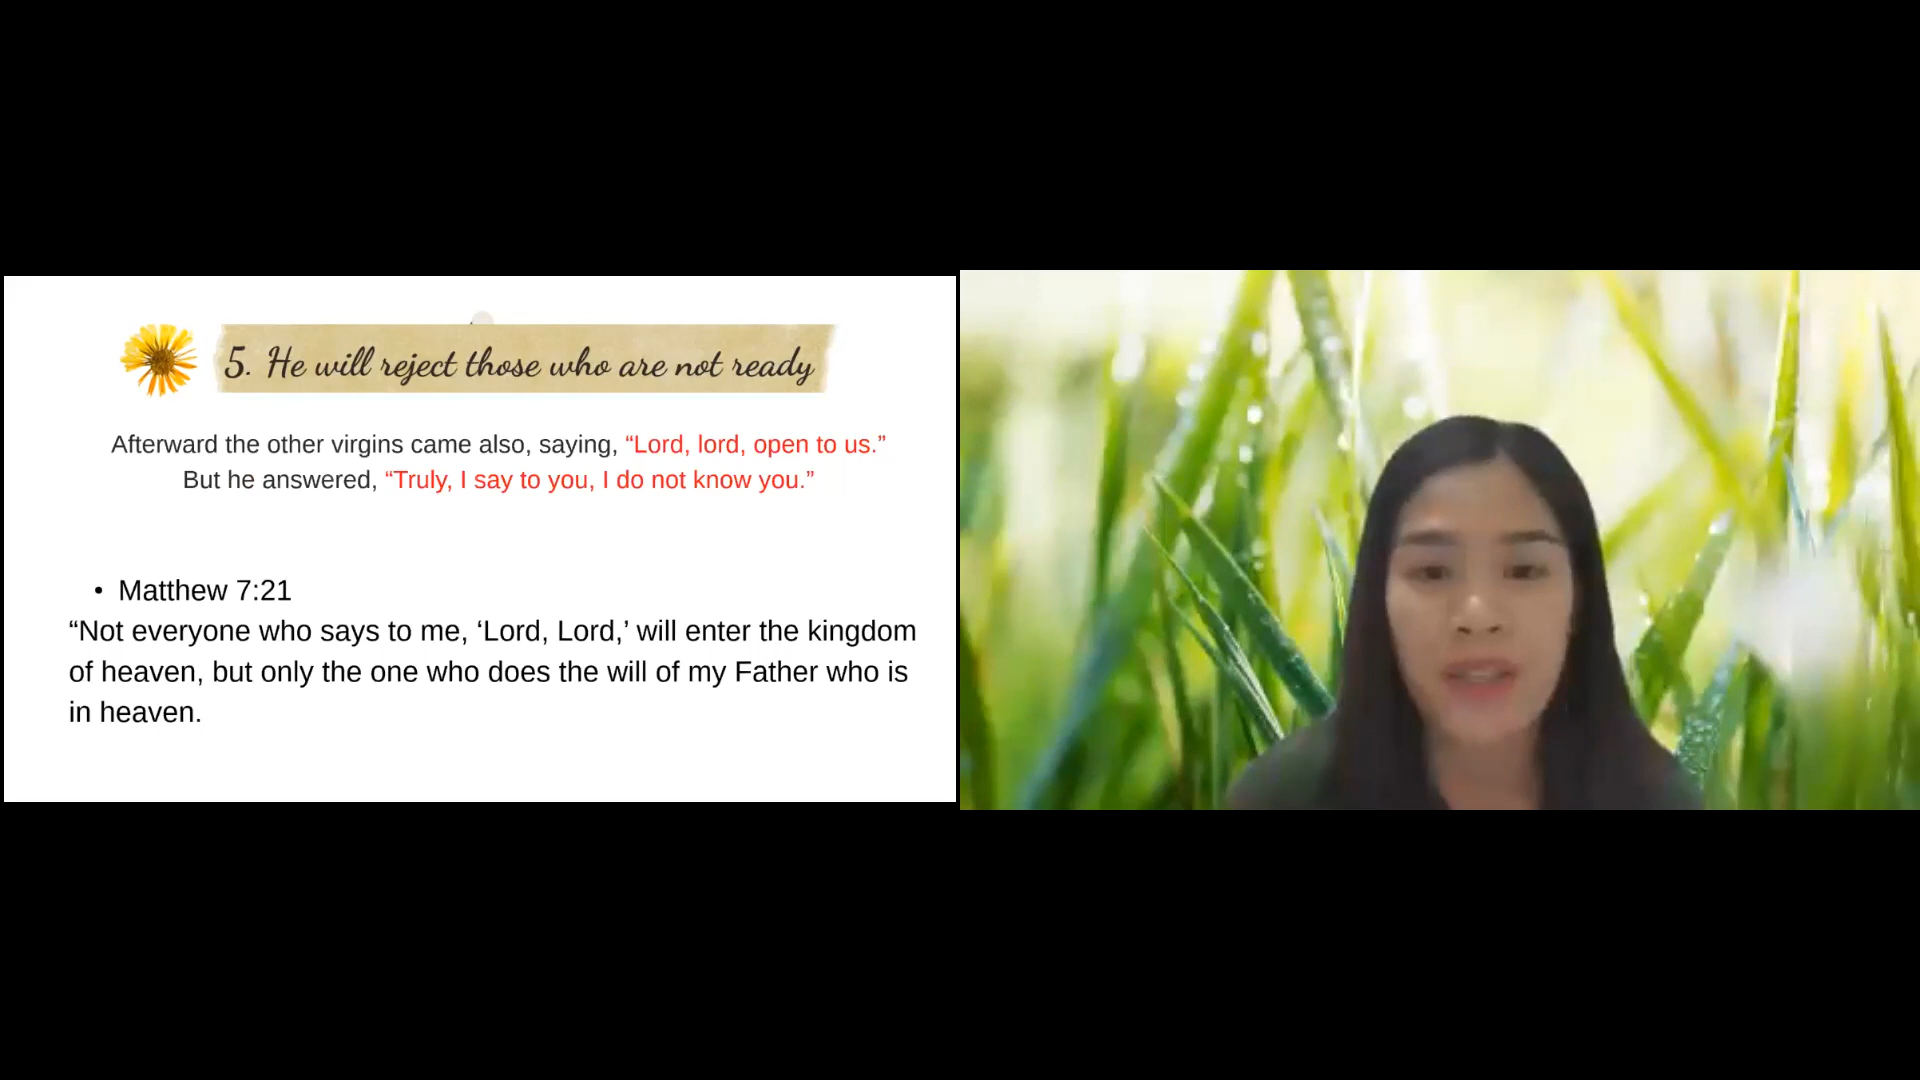 5. He will reject those who are not ready
Afterward the other virgins came also, saying, “Lord, lord, open to us.”
But he answered, “Truly, I say to you, I do not know you.”
• Matthew 7:21
“Not everyone who says to me, ‘Lord, Lord,’ will enter the kingdom
of heaven, but only the one who does the will of my Father who is
in heaven.